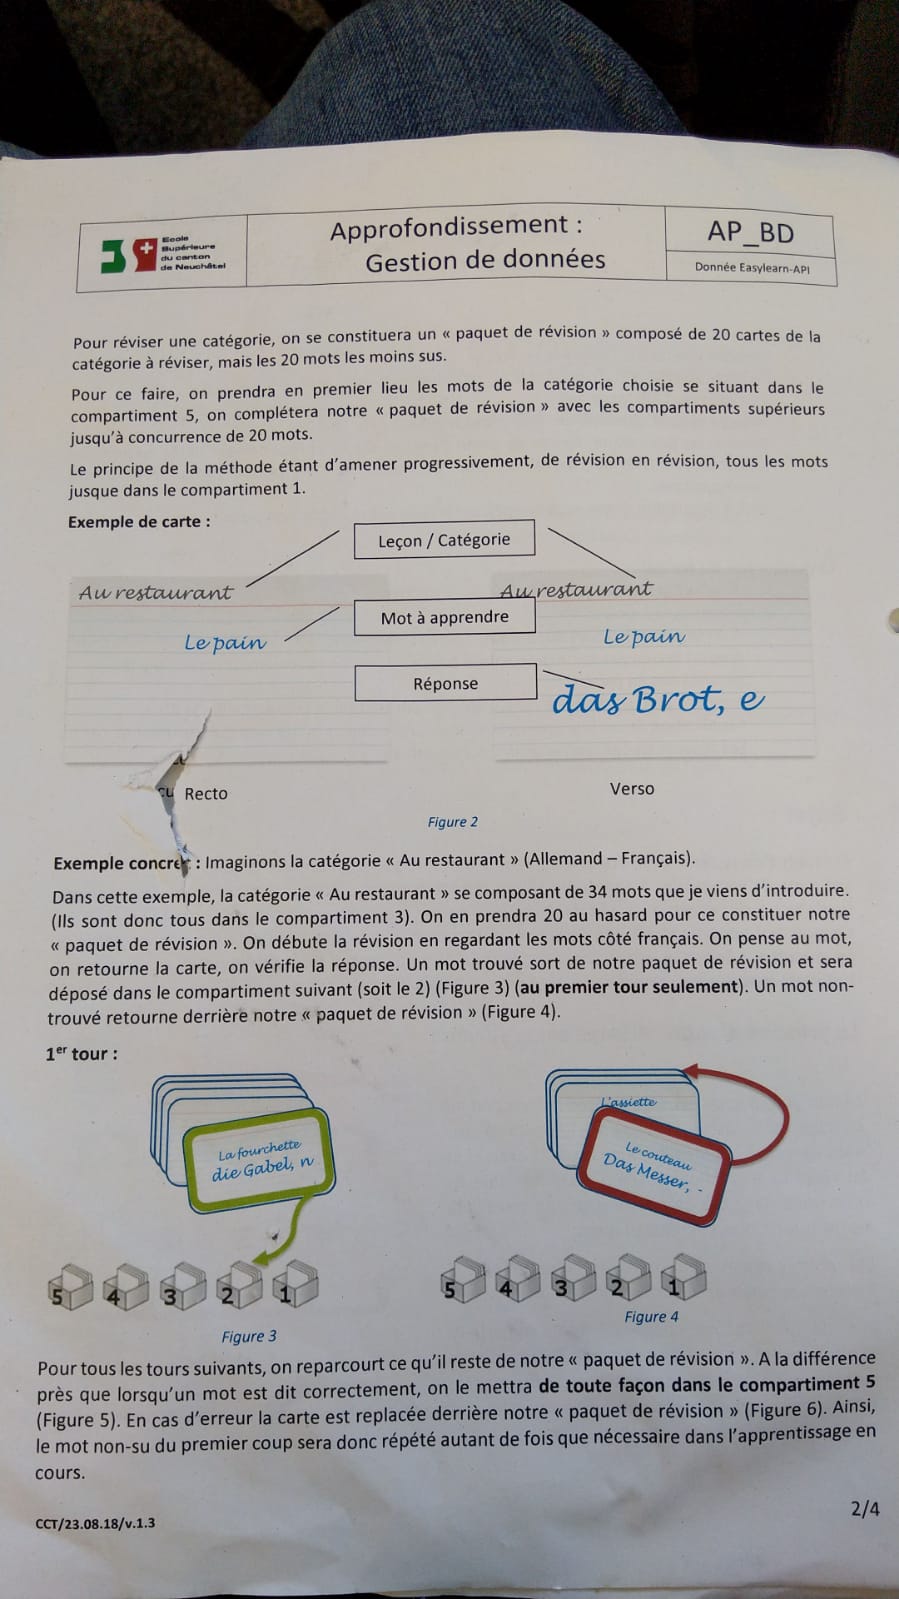 Ecole
Supérieure
du canton
de Neuchâtel
Approfondissement :
Gestion de données
AP_BD
Donnée Easylearn-API
Pour réviser une catégorie, on se constituera un « paquet de révision » composé de 20 cartes de la
catégorie à réviser, mais les 20 mots les moins sus.
Pour ce faire, on prendra en premier lieu les mots de la catégorie choisie se situant dans le
compartiment 5, on complétera notre « paquet de révision » avec les compartiments supérieurs
jusqu'à concurrence de 20 mots.
Le principe de la méthode étant d'amener progressivement, de révision en révision, tous les mots
jusque dans le compartiment 1.
Exemple de carte :
Leçon / Catégorie
Au restaurant
Au restaurant
Mot à apprendre
Le pain
Le pain
Réponse
das Brot, e
Recto
Verso
Figure 2
Exemple concret : Imaginons la catégorie « Au restaurant » (Allemand – Français).
Dans cette exemple, la catégorie « Au restaurant » se composant de 34 mots que je viens d'introduire.
(Ils sont donc tous dans le compartiment 3). On en prendra 20 au hasard pour ce constituer notre
« paquet de révision ». On débute la révision en regardant les mots côté français. On pense au mot,
on retourne la carte, on vérifie la réponse. Un mot trouvé sort de notre paquet de révision et sera
déposé dans le compartiment suivant (soit le 2) (Figure 3) (au premier tour seulement). Un mot non-
trouvé retourne derrière notre « paquet de révision » (Figure 4).
1er tour :
La fourchette
die Gabel, n
L'assiette
Le couteau
Das Messer, -
5 4 3 2 1
5 4 3 2 1
Figure 3
Figure 4
Pour tous les tours suivants, on reparcourt ce qu'il reste de notre « paquet de révision ». A la différence
près que lorsqu'un mot est dit correctement, on le mettra de toute façon dans le compartiment 5
(Figure 5). En cas d'erreur la carte est replacée derrière notre « paquet de révision » (Figure 6). Ainsi,
le mot non-su du premier coup sera donc répété autant de fois que nécessaire dans l'apprentissage en
cours.
CCT/23.08.18/v.1.3
2/4